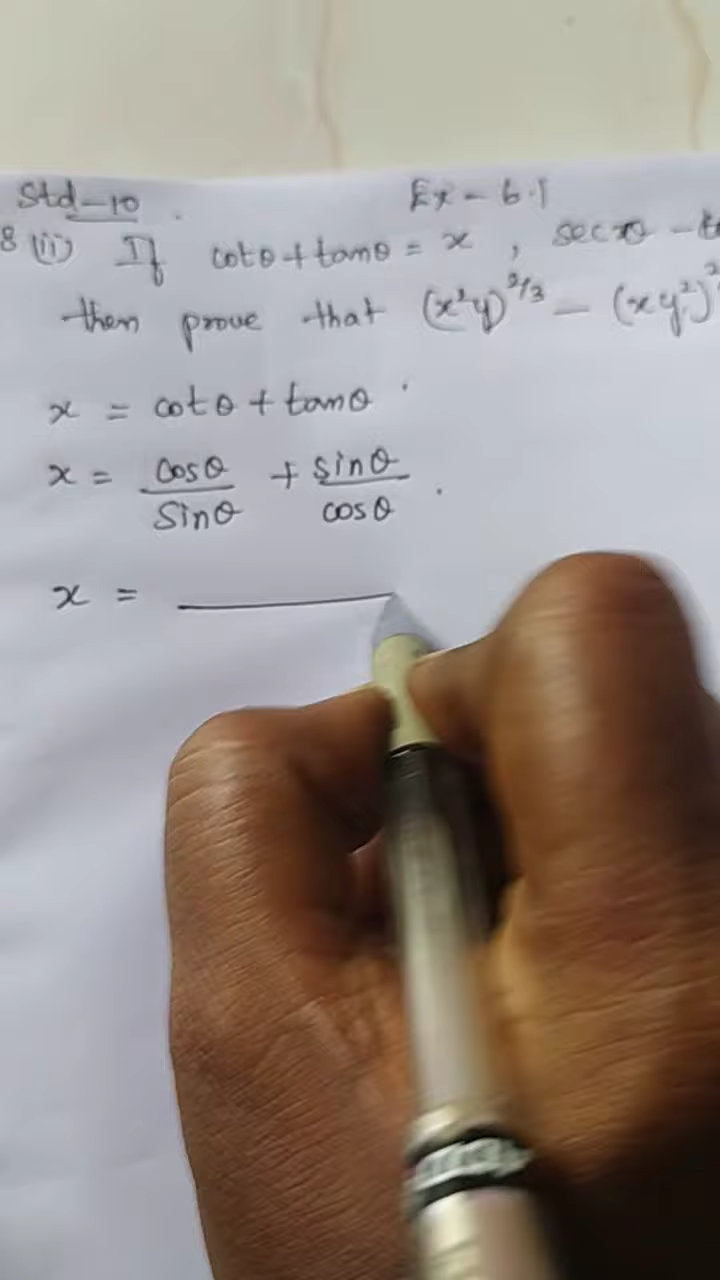 Std-10 Ex - 6.1
8 (ii) If cotθ + tanθ = x , secθ -
then prove that (x²y)^2/3 - (xy²)
x = cotθ + tanθ
x = cosθ/sinθ + sinθ/cosθ .
x =